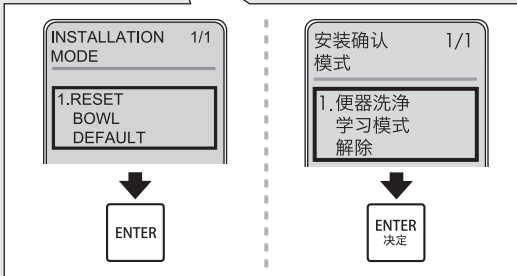 INSTALLATION 1/1
MODE
1.RESET
BOWL
DEFAULT
ENTER
安装确认 1/1
模式
1.便器洗浄
学习模式
解除
ENTER
决定